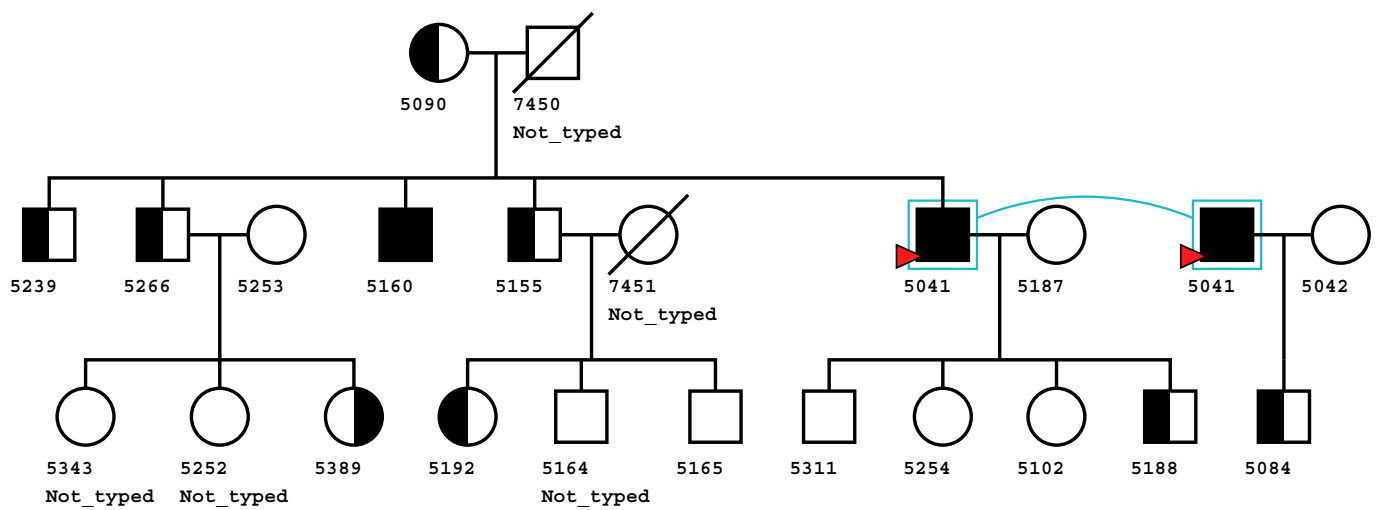 5090 7450
Not_typed
5239 5266 5253 5160 5155 7451 5041 5187 5041 5042
Not_typed
5343 5252 5389 5192 5164 5165 5311 5254 5102 5188 5084
Not_typed Not_typed Not_typed